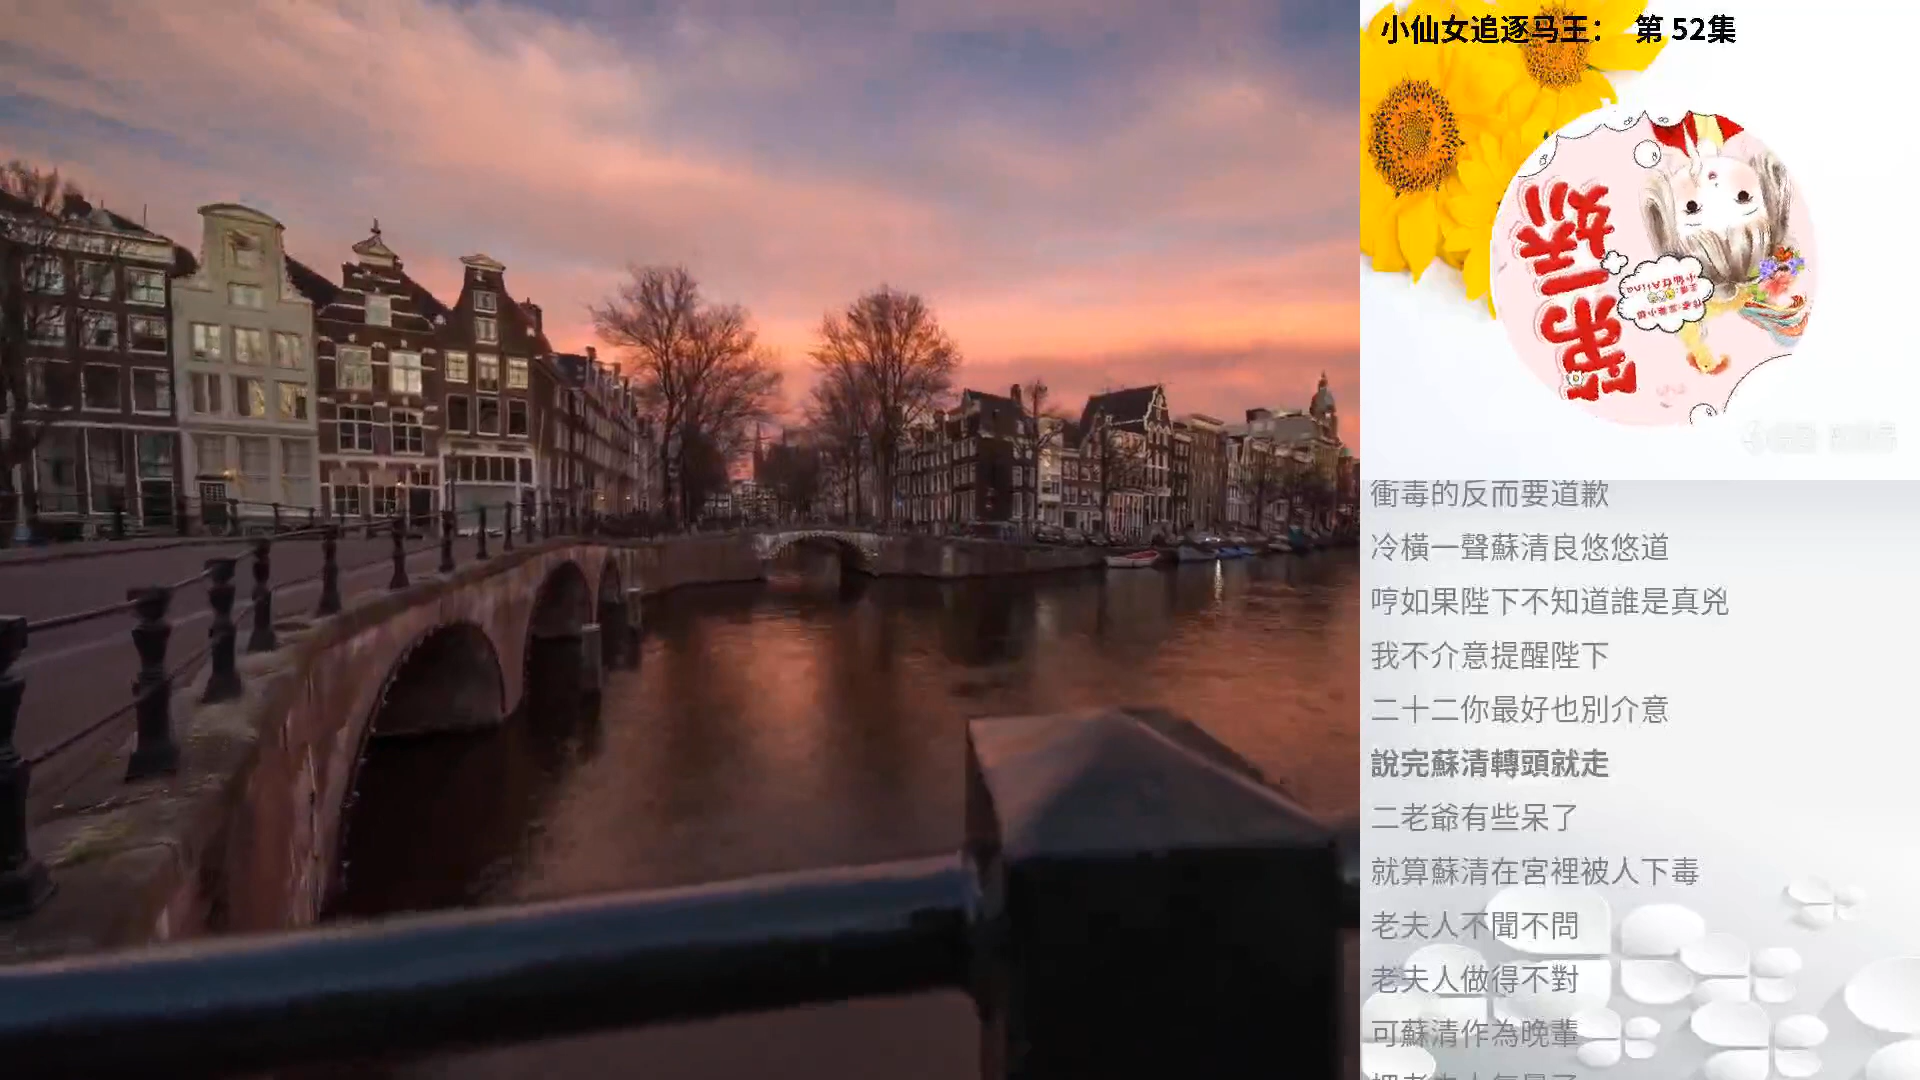 小仙女追逐马王： 第 52集
第一娇
衝毒的反而要道歉
冷橫一聲蘇清良悠悠道
哼如果陛下不知道誰是真兇
我不介意提醒陛下
二十二你最好也別介意
說完蘇清轉頭就走
二老爺有些呆了
就算蘇清在宮裡被人下毒
老夫人不聞不問
老夫人做得不對
可蘇清作為晚輩